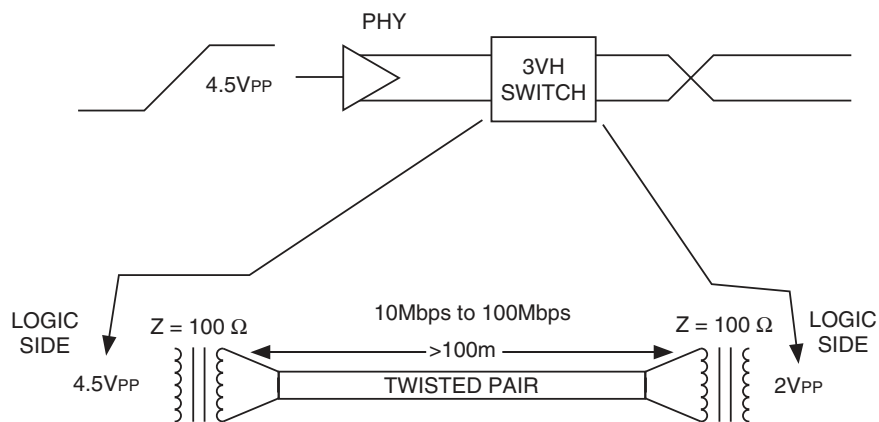 PHY
4.5VPP
3VH
SWITCH
10Mbps to 100Mbps
LOGIC
SIDE
Z = 100 Ω
Z = 100 Ω
LOGIC
SIDE
>100m
4.5VPP
TWISTED PAIR
2VPP